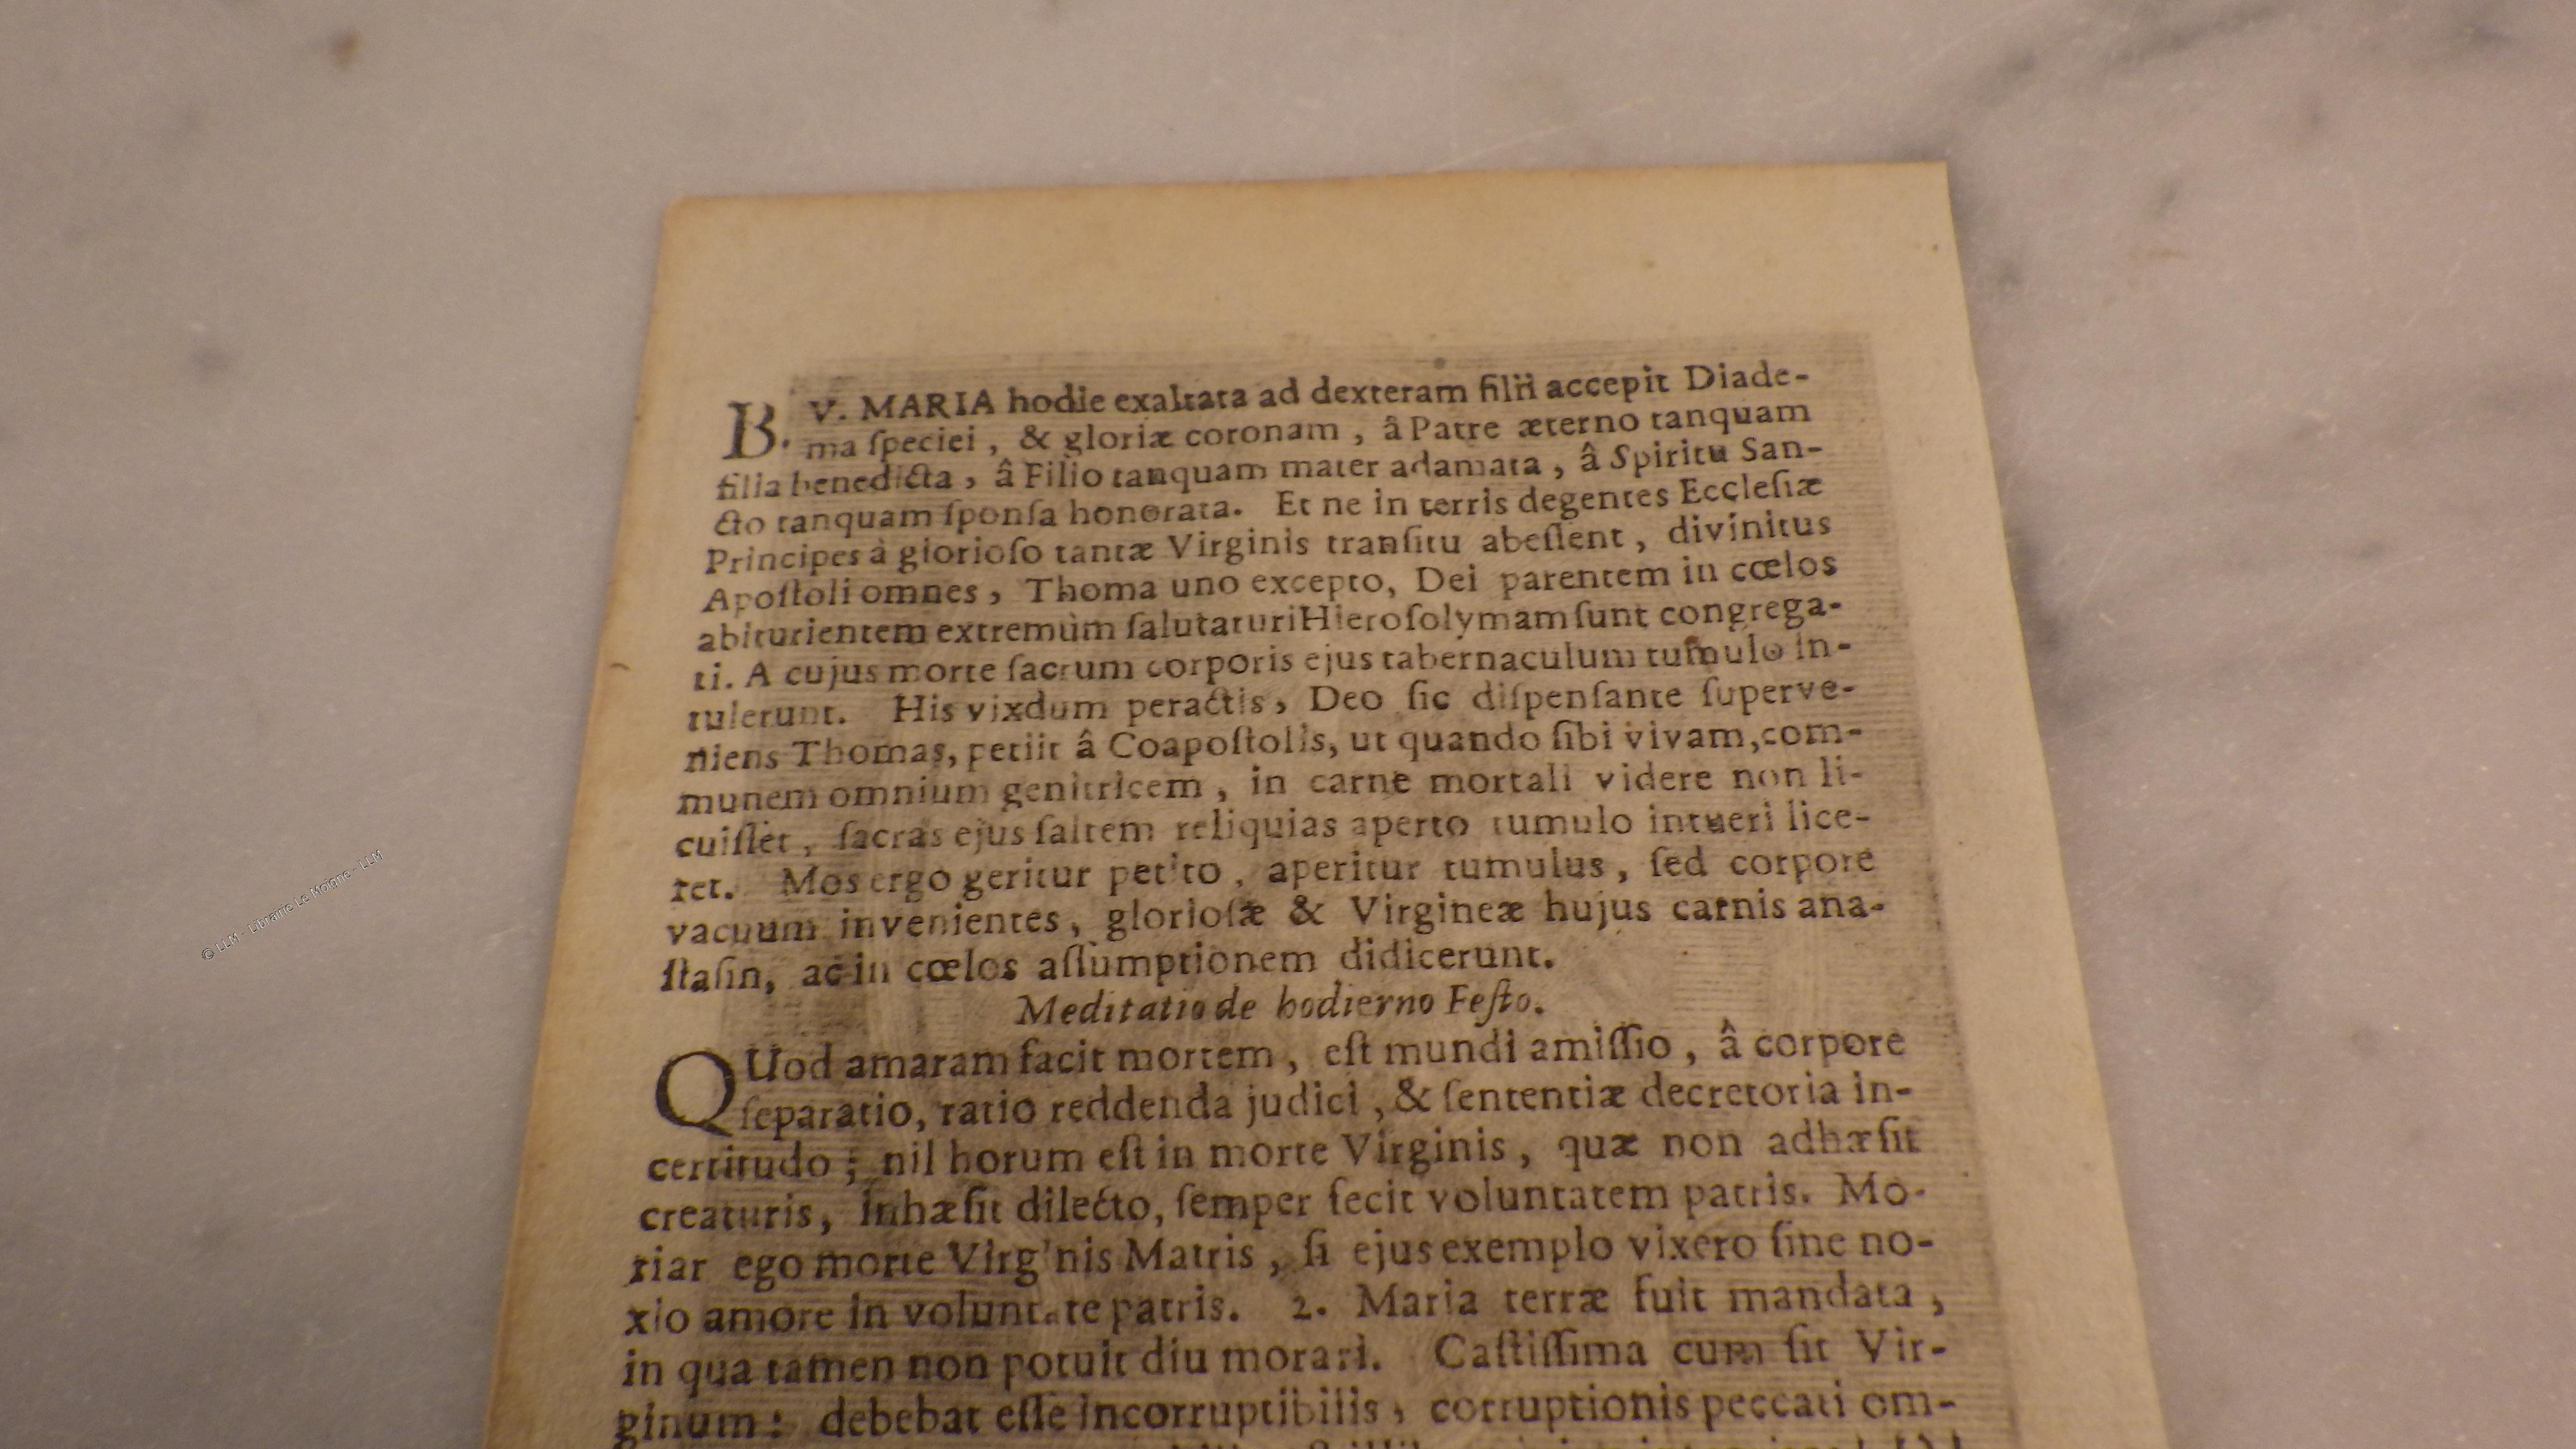 B. V. MARIA hodie exaltata ad dexteram filii accepit Diade-
ma ſpeciei, & gloriæ coronam, â Patre æterno tanquam
filia benedicta, â Filio tanquam mater adamata, â Spiritu San-
cto tanquam ſponſa honorata. Et ne in terris degentes Eccleſiæ
Principes à glorioſo tantæ Virginis tranſitu abeſſent, divinitus
Apoſtoli omnes, Thoma uno excepto, Dei parentem in cœlos
abiturientem extremùm ſalutaturi Hieroſolymam ſunt congrega-
ti. A cujus morte ſacrum corporis ejus tabernaculum tumulo in-
tulerunt. His vixdum peractis, Deo ſic diſpenſante ſuperve-
niens Thomas, petiit â Coapoſtolis, ut quando ſibi vivam, com-
munem omnium genitricem, in carne mortali videre non li-
cuiſſet, ſacras ejus ſaltem reliquias aperto tumulo intueri lice-
ret. Mos ergo geritur petito, aperitur tumulus, ſed corpore
vacuum invenientes, glorioſæ & Virgineæ hujus carnis ana-
ſtaſin, ac in cœlos aſſumptionem didicerunt.
Meditatio de hodierno Feſto.
QUod amaram facit mortem, eſt mundi amiſſio, â corpore
ſeparatio, ratio reddenda judici, & ſententiæ decretoria in-
certitudo; nil horum eſt in morte Virginis, quæ non adhæſit
creaturis, inhæſit dilecto, ſemper fecit voluntatem patris. Mo-
riar ego morte Virginis Matris, ſi ejus exemplo vixero ſine no-
xio amore in voluntate patris. 2. Maria terræ fuit mandata,
in qua tamen non potuit diu morari. Caſtiſſima cum ſit Vir-
ginum: debebat eſſe incorruptibilis, corruptionis peccati om-
© LLM - Librairie Le Moigne - LLM